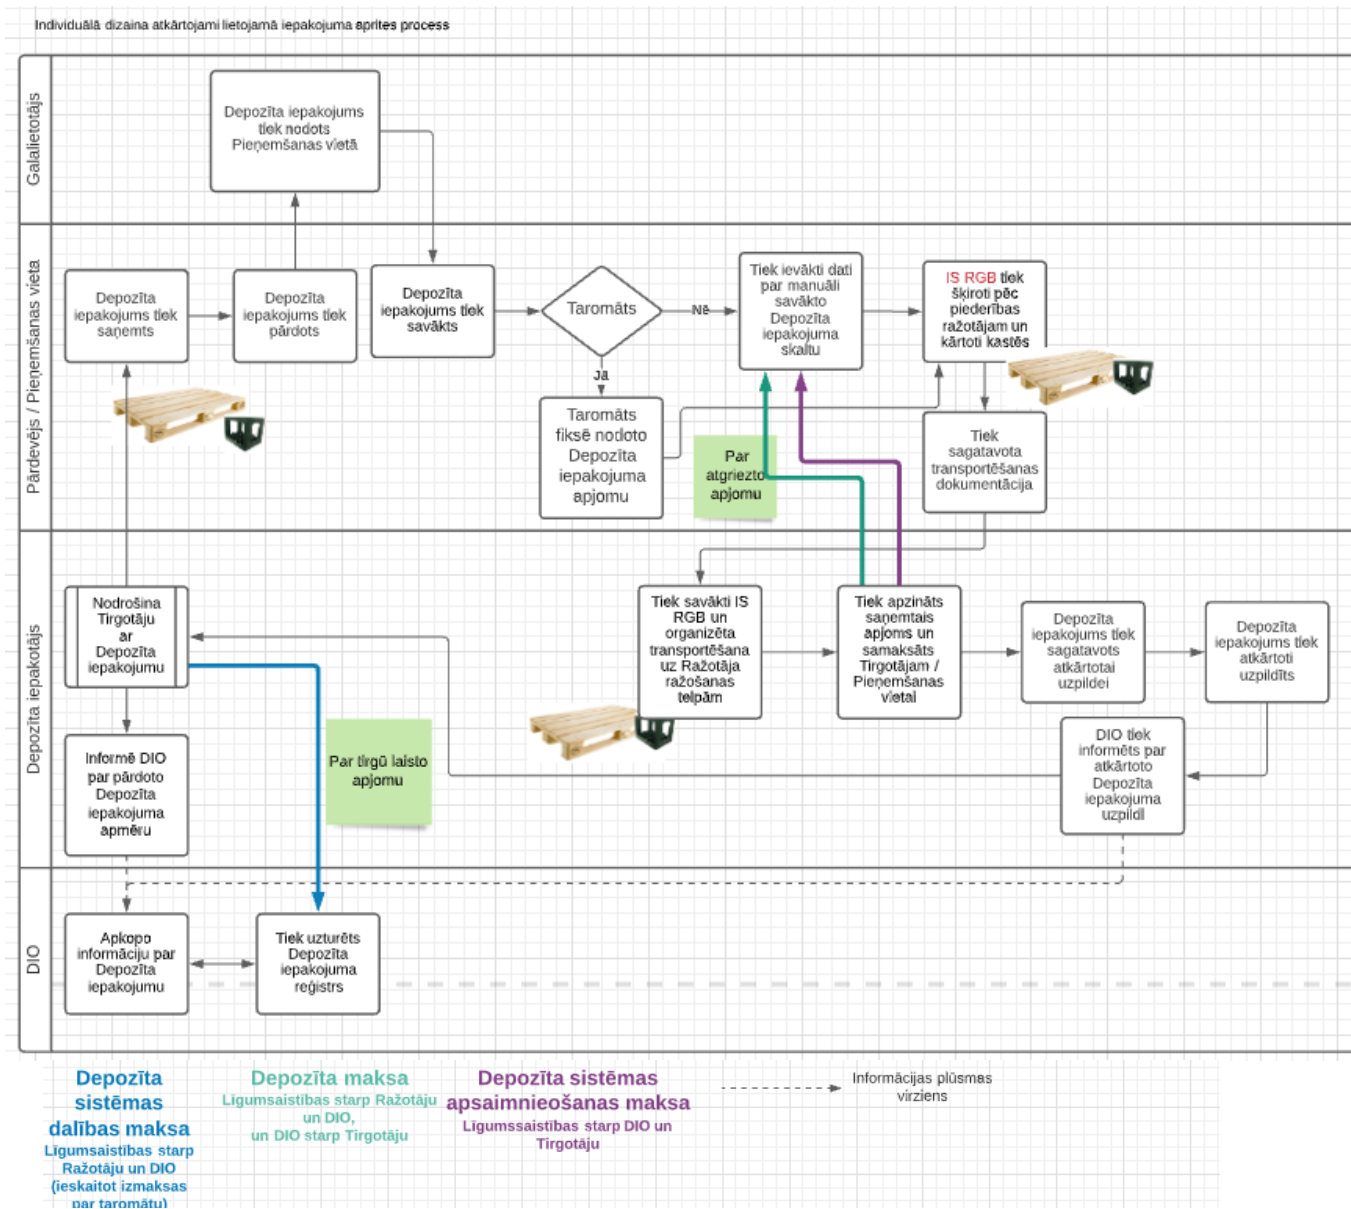 Individuālā dizaina atkārtojami lietojamā iepakojuma aprites process
Galalietotājs
Depozīta iepakojums
tiek nodots
Pieņemšanas vietā
Pārdevējs / Pieņemšanas vieta
Depozīta
iepakojums tiek
saņemts
Depozīta
iepakojums tiek
pārdots
Depozīta
iepakojums tiek
savākts
Taromāts
Nē
Jā
Tiek ievākti dati
par manuāli
savākto
Depozīta
iepakojuma
skaitu
IS RGB tiek
šķiroti pēc
piederības
ražotājam un
kārtoti kastēs
Taromāts
fiksē nodoto
Depozīta
iepakojuma
apjomu
Par
atgriezto
apjomu
Tiek
sagatavota
transportēšanas
dokumentācija
Depozīta iepakotājs
Nodrošina
Tirgotāju
ar
Depozīta
iepakojumu
Tiek savākti IS
RGB un
organizēta
transportēšana
uz Ražotāja
ražošanas
telpām
Tiek apzināts
saņemtais
apjoms un
samaksāts
Tirgotājam /
Pieņemšanas
vietai
Depozīta
iepakojums tiek
sagatavots
atkārtotai
uzpildei
Depozīta
iepakojums tiek
atkārtoti
uzpildīts
Informē DIO
par pārdoto
Depozīta
iepakojuma
apmēru
Par tirgū laisto
apjomu
DIO tiek
informēts par
atkārtoto
Depozīta
iepakojuma
uzpildi
DIO
Apkopo
informāciju par
Depozīta
iepakojumu
Tiek uzturēts
Depozīta
iepakojuma
reģistrs
Depozīta
sistēmas
dalības maksa
Līgumsaistības starp
Ražotāju un DIO
(ieskaitot izmaksas
par taromātu)
Depozīta maksa
Līgumsaistības starp Ražotāju
un DIO,
un DIO starp Tirgotāju
Depozīta sistēmas
apsaimnieošanas maksa
Līgumssaistības starp DIO un
Tirgotāju
Informācijas plūsmas
virziens